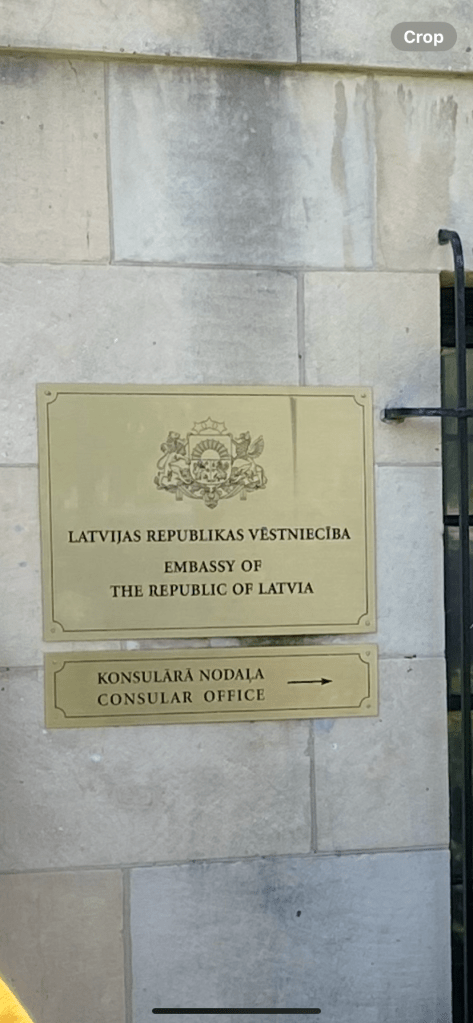 Crop
LATVIJAS REPUBLIKAS VĒSTNIECĪBA
EMBASSY OF
THE REPUBLIC OF LATVIA
KONSULĀRĀ NODAĻA
CONSULAR OFFICE